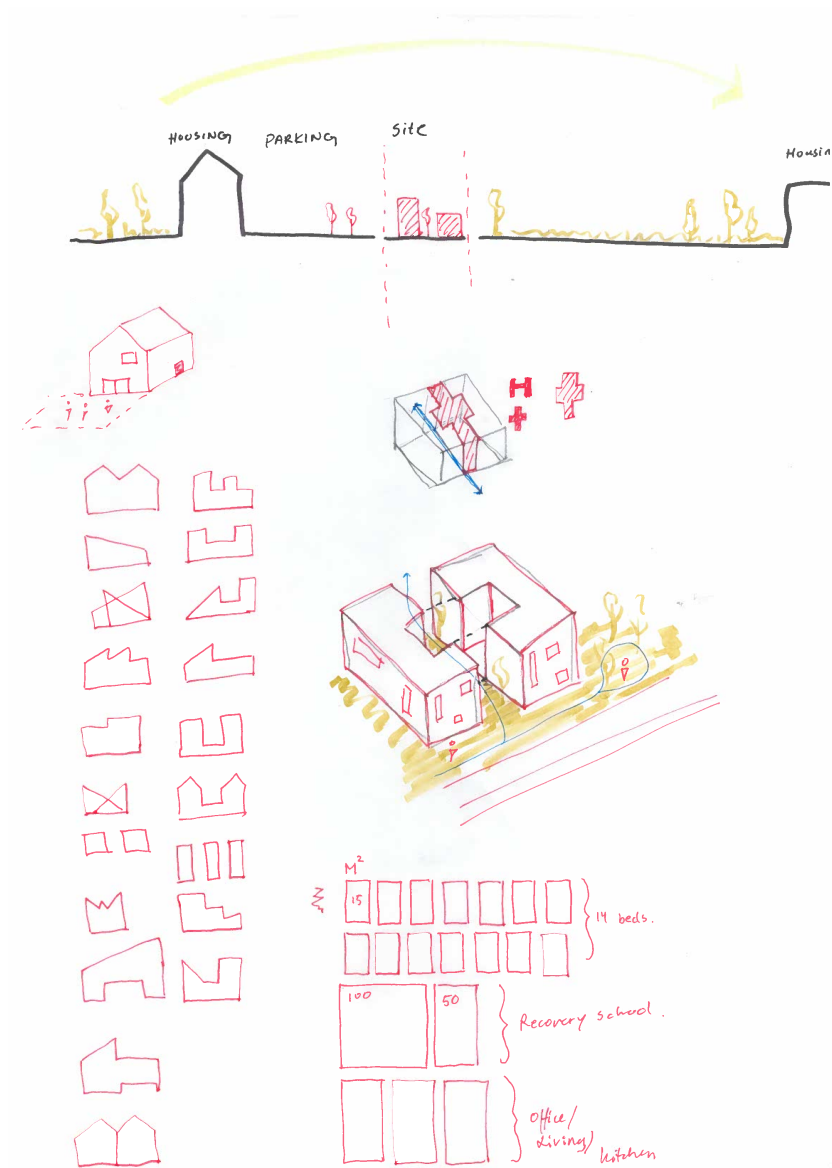 HOUSING PARKING Site Housin
H
M²
15
14 beds.
100 50
Recovery school.
Office/
Living/
kitchen